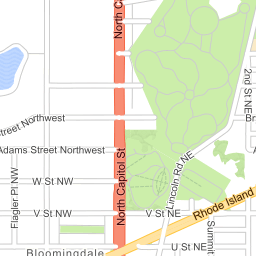 North Ca
2nd St NE
Street Northwest
Br
Adams Street Northwest
Lincoln Rd NE
North Capitol St
W St NW
Flagler Pl NW
V St NW
V St NE
Rhode Island
Summit
U St NE
Bloomingdale